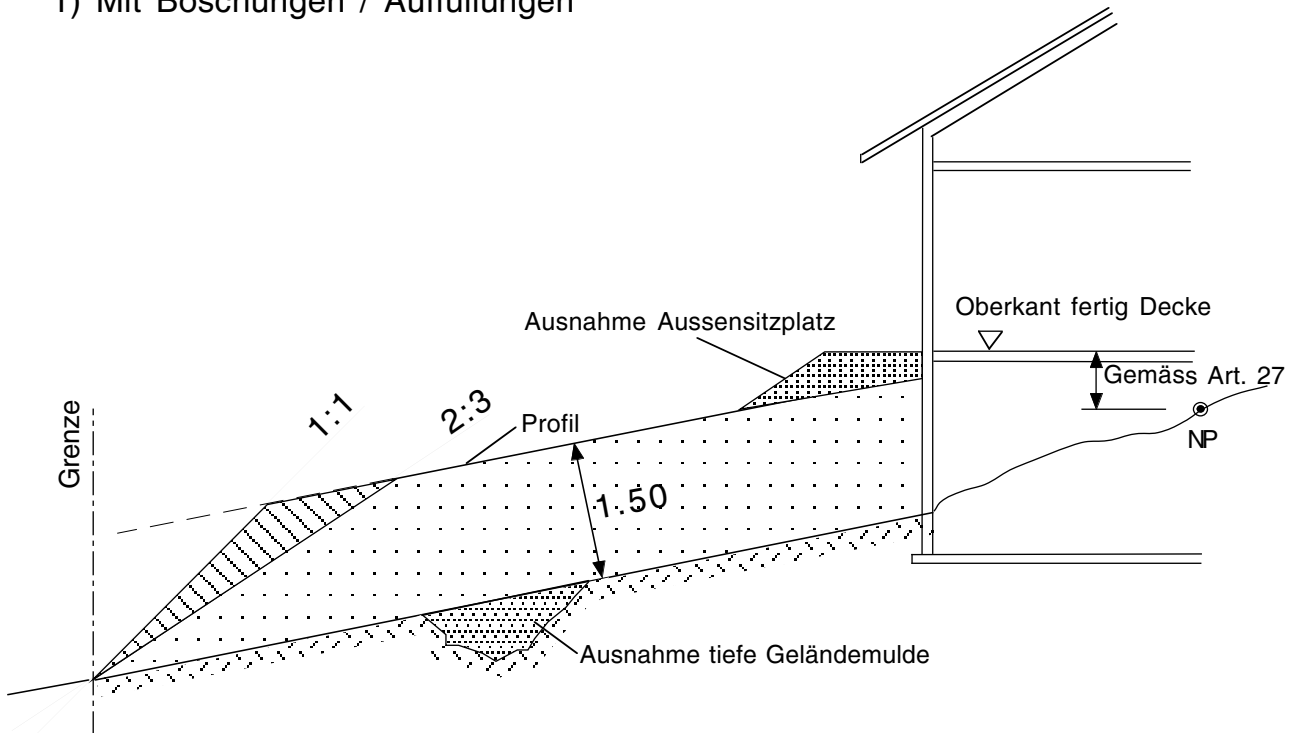 1) Mit Böschungen / Auffüllungen
Oberkant fertig Decke
Ausnahme Aussensitzplatz
Gemäss Art. 27
1:1
2:3
Profil
Grenze
NP
1.50
Ausnahme tiefe Geländemulde